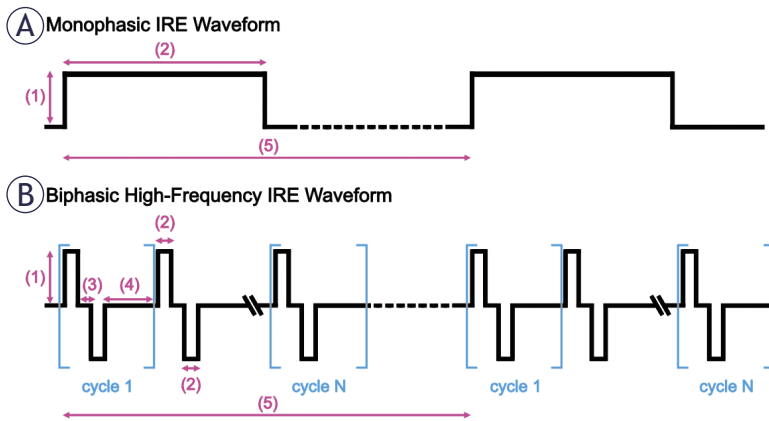 A Monophasic IRE Waveform
(2)
(1)
(5)
B Biphasic High-Frequency IRE Waveform
(2)
(1)
(3)
(4)
cycle 1
(2)
cycle N
cycle 1
cycle N
(5)